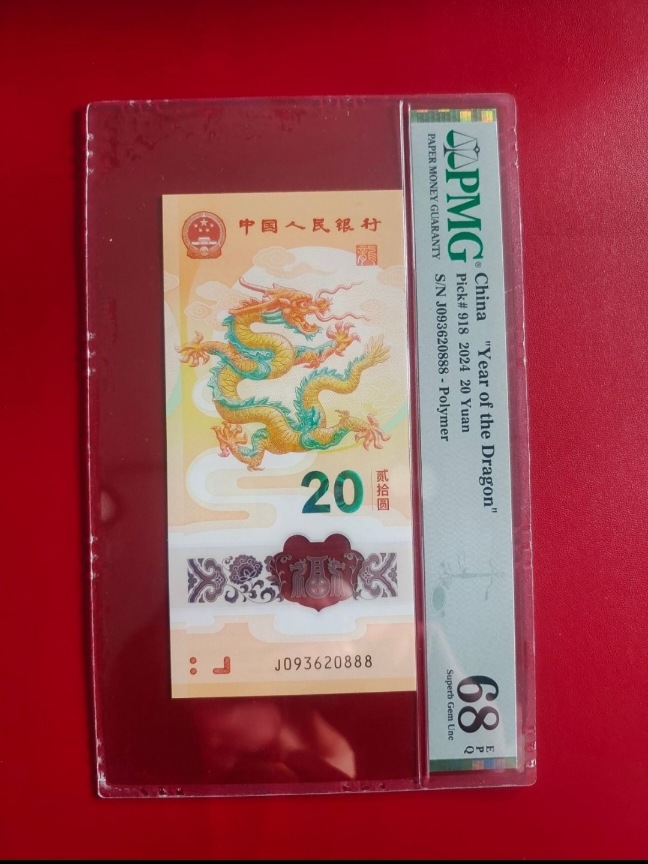 中国人民银行
龍
20
贰拾圆
J093620888
PMG®
PAPER MONEY GUARANTY
China "Year of the Dragon"
Pick# 918 2024 20 Yuan
S/N J093620888 - Polymer
68 EPQ
Superb Gem Unc